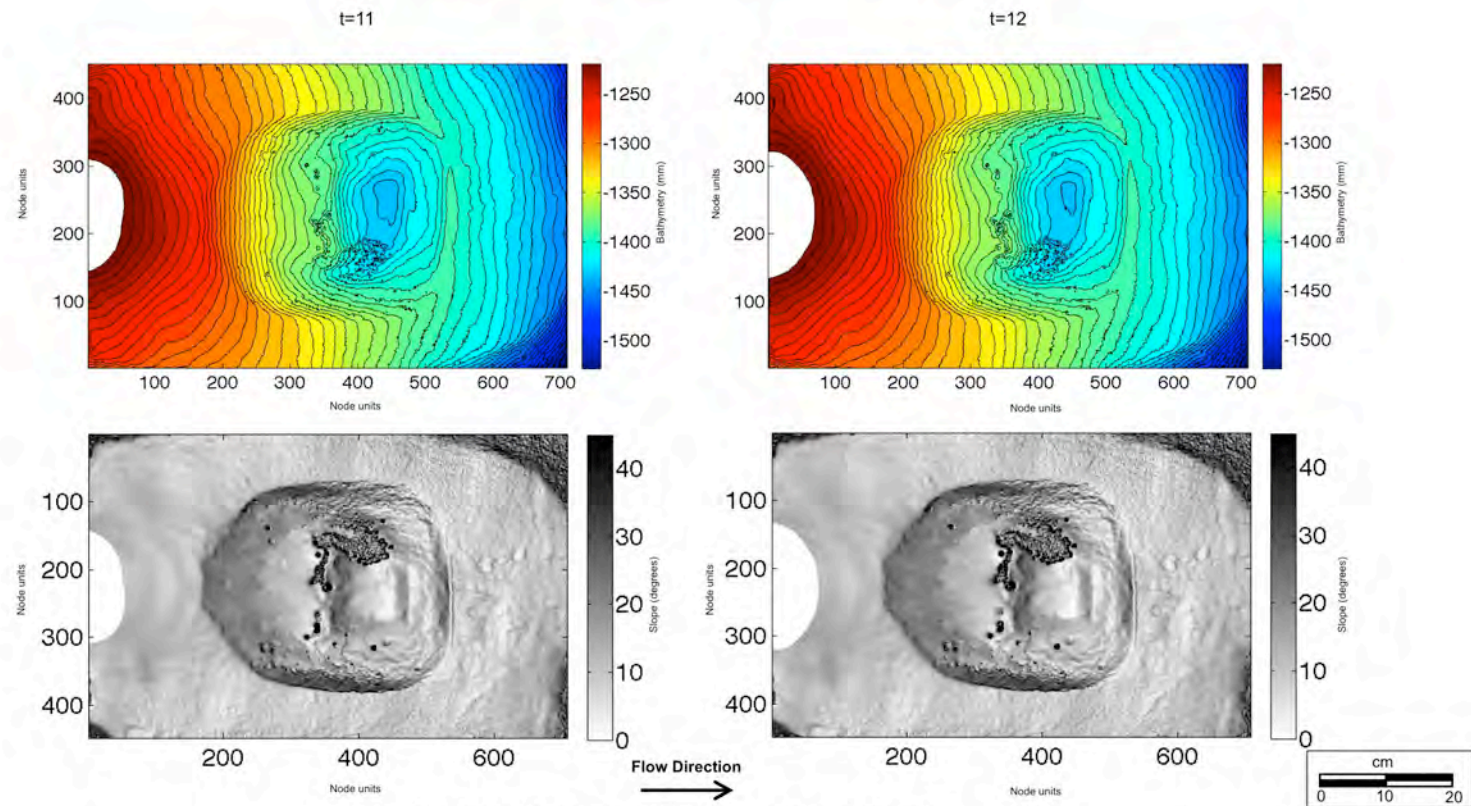 t=11
t=12
400
300
200
100
Node units
100 200 300 400 500 600 700
Node units
-1250
-1300
-1350
-1400
-1450
-1500
Bathymetry (mm)
400
300
200
100
Node units
100 200 300 400 500 600 700
Node units
-1250
-1300
-1350
-1400
-1450
-1500
Bathymetry (mm)
100
200
300
400
Node units
200 400 600
Node units
40
30
20
10
0
Slope (degrees)
100
200
300
400
Node units
200 400 600
Node units
40
30
20
10
0
Slope (degrees)
Flow Direction
cm
0 10 20